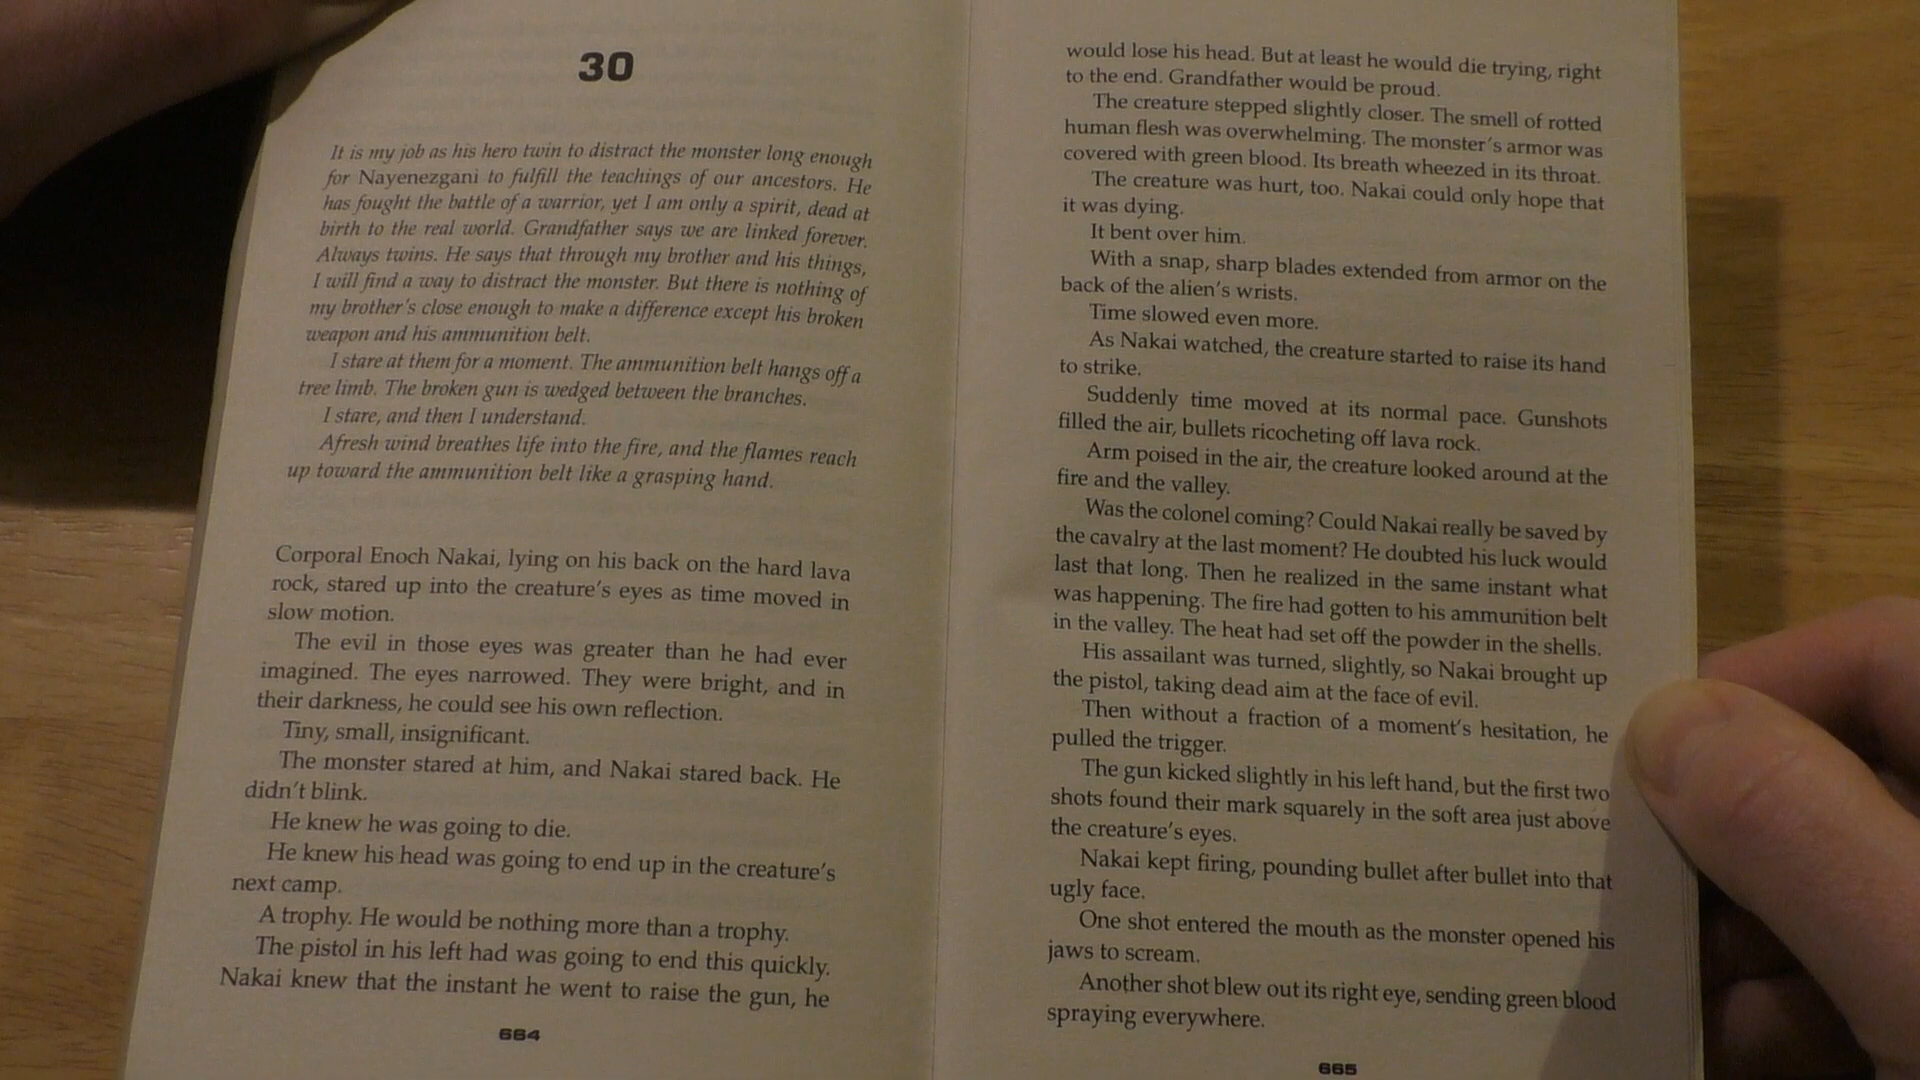 30
It is my job as his hero twin to distract the monster long enough
for Nayenezgani to fulfill the teachings of our ancestors. He
has fought the battle of a warrior, yet I am only a spirit, dead at
birth to the real world. Grandfather says we are linked forever.
Always twins. He says that through my brother and his things,
I will find a way to distract the monster. But there is nothing of
my brother's close enough to make a difference except his broken
weapon and his ammunition belt.
I stare at them for a moment. The ammunition belt hangs off a
tree limb. The broken gun is wedged between the branches.
I stare, and then I understand.
Afresh wind breathes life into the fire, and the flames reach
up toward the ammunition belt like a grasping hand.
Corporal Enoch Nakai, lying on his back on the hard lava
rock, stared up into the creature's eyes as time moved in
slow motion.
The evil in those eyes was greater than he had ever
imagined. The eyes narrowed. They were bright, and in
their darkness, he could see his own reflection.
Tiny, small, insignificant.
The monster stared at him, and Nakai stared back. He
didn't blink.
He knew he was going to die.
He knew his head was going to end up in the creature's
next camp.
A trophy. He would be nothing more than a trophy.
The pistol in his left had was going to end this quickly.
Nakai knew that the instant he went to raise the gun, he
664
would lose his head. But at least he would die trying, right
to the end. Grandfather would be proud.
The creature stepped slightly closer. The smell of rotted
human flesh was overwhelming. The monster's armor was
covered with green blood. Its breath wheezed in its throat.
The creature was hurt, too. Nakai could only hope that
it was dying.
It bent over him.
With a snap, sharp blades extended from armor on the
back of the alien's wrists.
Time slowed even more.
As Nakai watched, the creature started to raise its hand
to strike.
Suddenly time moved at its normal pace. Gunshots
filled the air, bullets ricocheting off lava rock.
Arm poised in the air, the creature looked around at the
fire and the valley.
Was the colonel coming? Could Nakai really be saved by
the cavalry at the last moment? He doubted his luck would
last that long. Then he realized in the same instant what
was happening. The fire had gotten to his ammunition belt
in the valley. The heat had set off the powder in the shells.
His assailant was turned, slightly, so Nakai brought up
the pistol, taking dead aim at the face of evil.
Then without a fraction of a moment's hesitation, he
pulled the trigger.
The gun kicked slightly in his left hand, but the first two
shots found their mark squarely in the soft area just above
the creature's eyes.
Nakai kept firing, pounding bullet after bullet into that
ugly face.
One shot entered the mouth as the monster opened his
jaws to scream.
Another shot blew out its right eye, sending green blood
spraying everywhere.
665